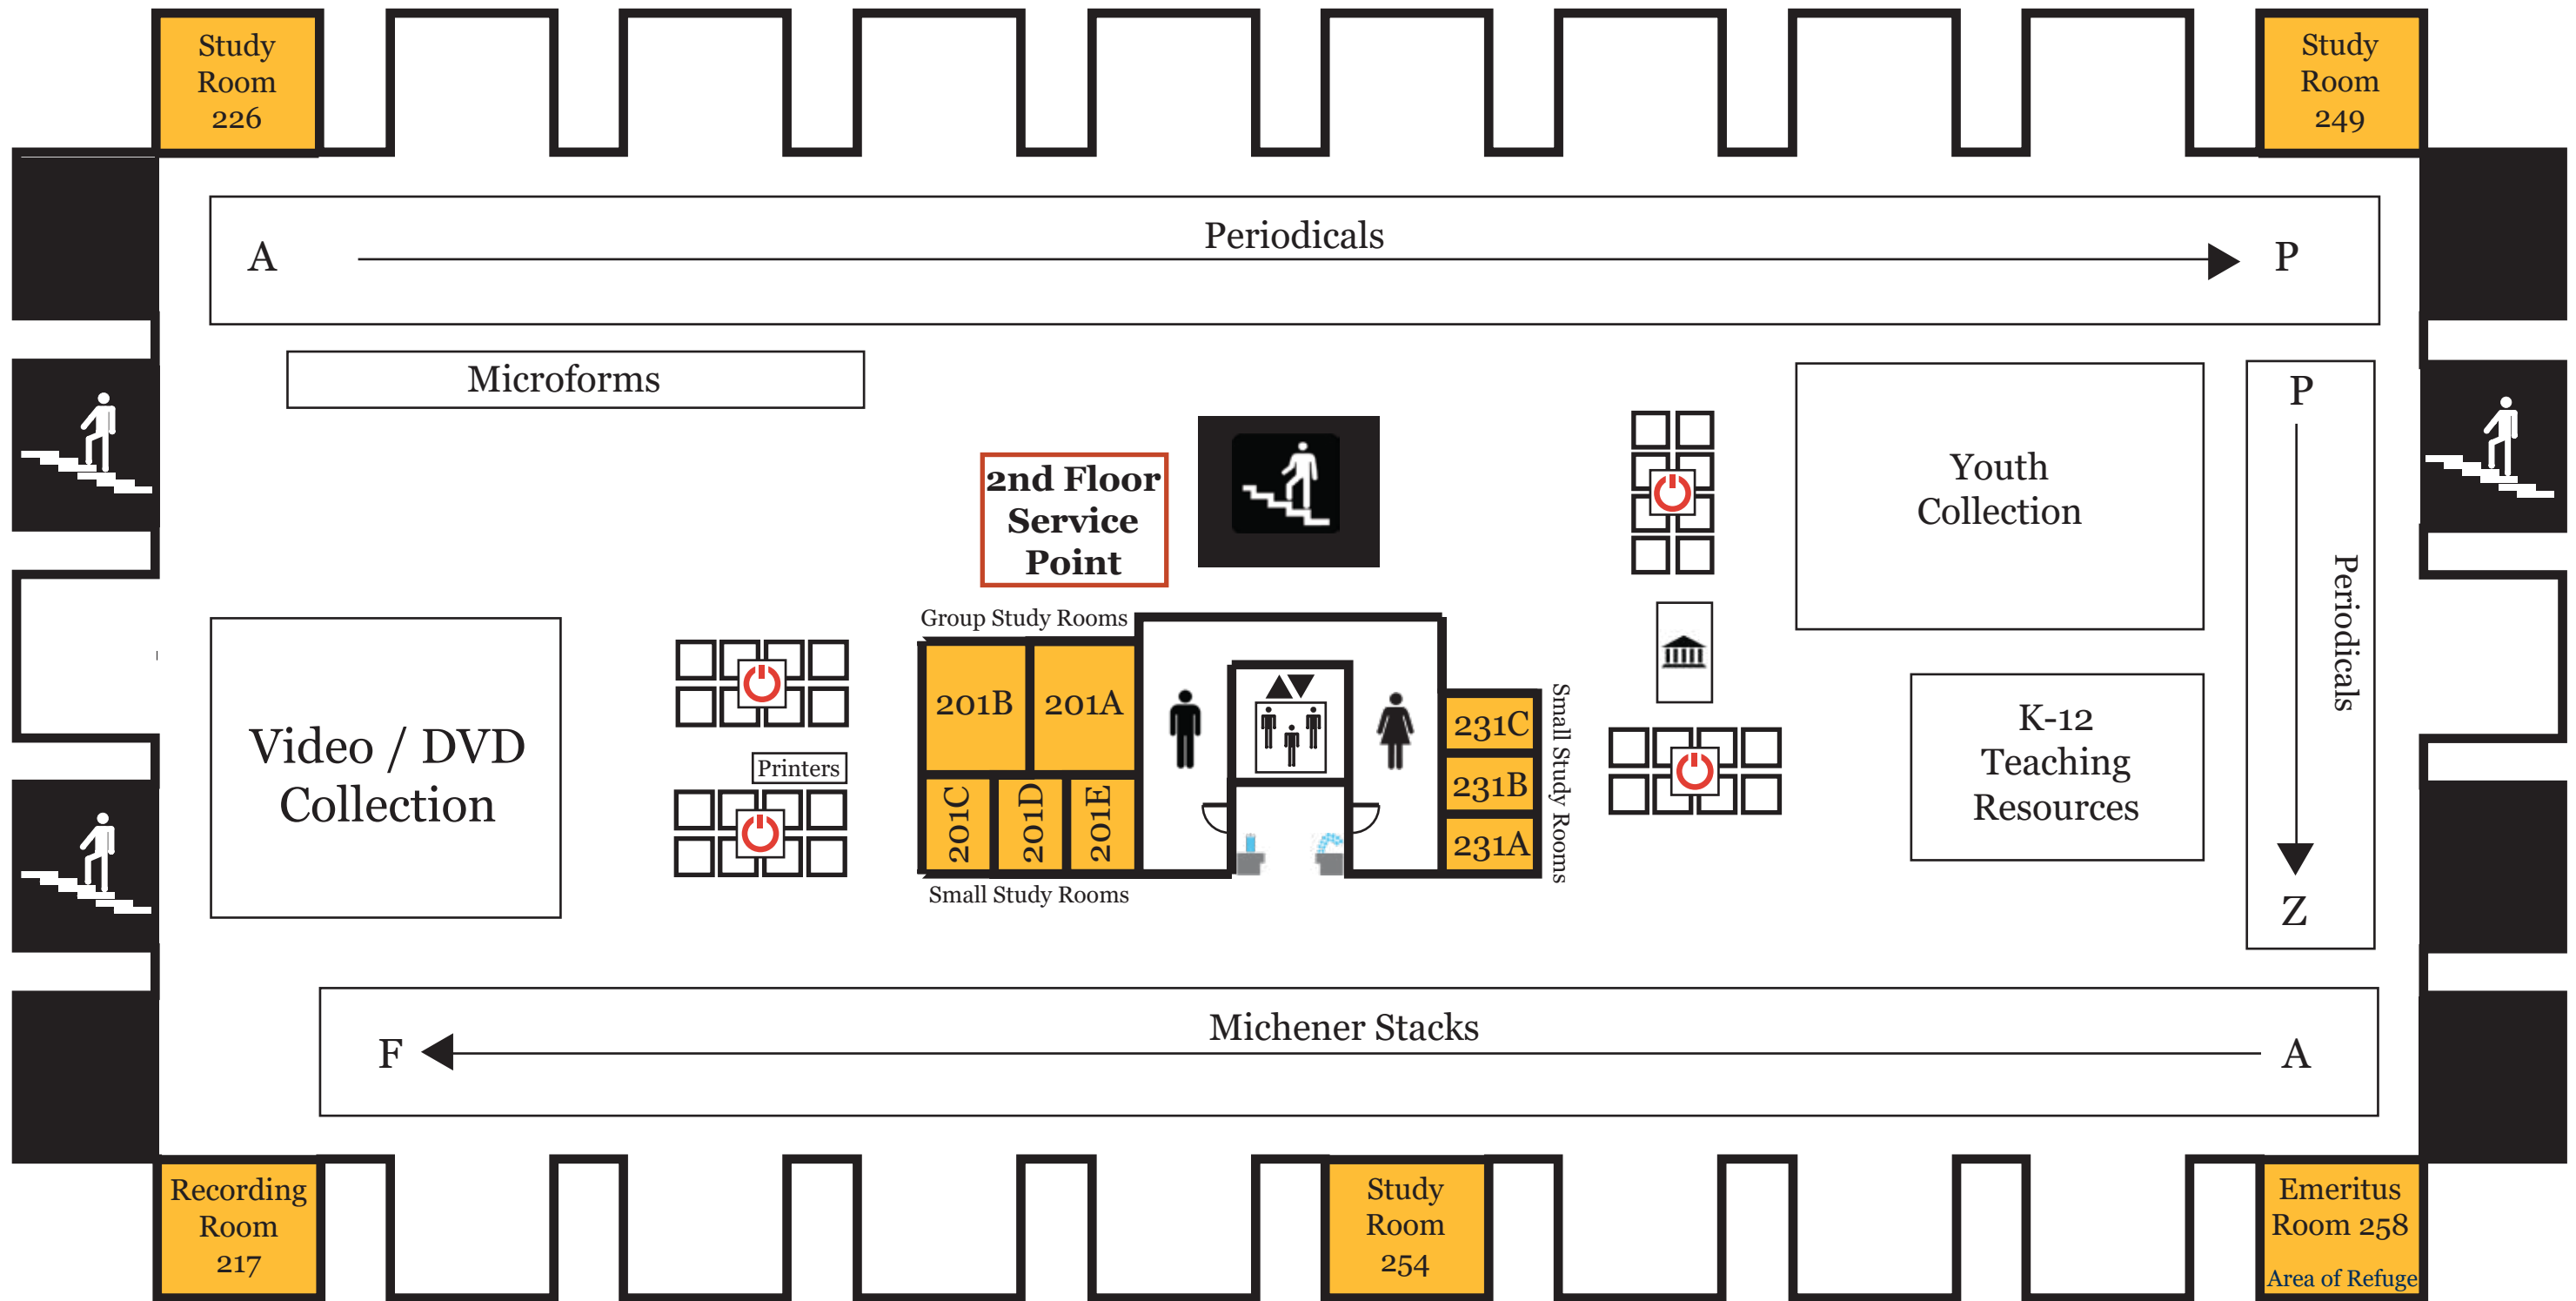 Study
Room
226
Study
Room
249
Periodicals
A
P
Microforms
P
Youth
Collection
2nd Floor
Service
Point
Periodicals
Group Study Rooms
201B
201A
231C
231B
231A
Small Study Rooms
K-12
Teaching
Resources
Video / DVD
Collection
Printers
201C
201D
201E
Small Study Rooms
Z
Michener Stacks
F
A
Recording
Room
217
Study
Room
254
Emeritus
Room 258
Area of Refuge